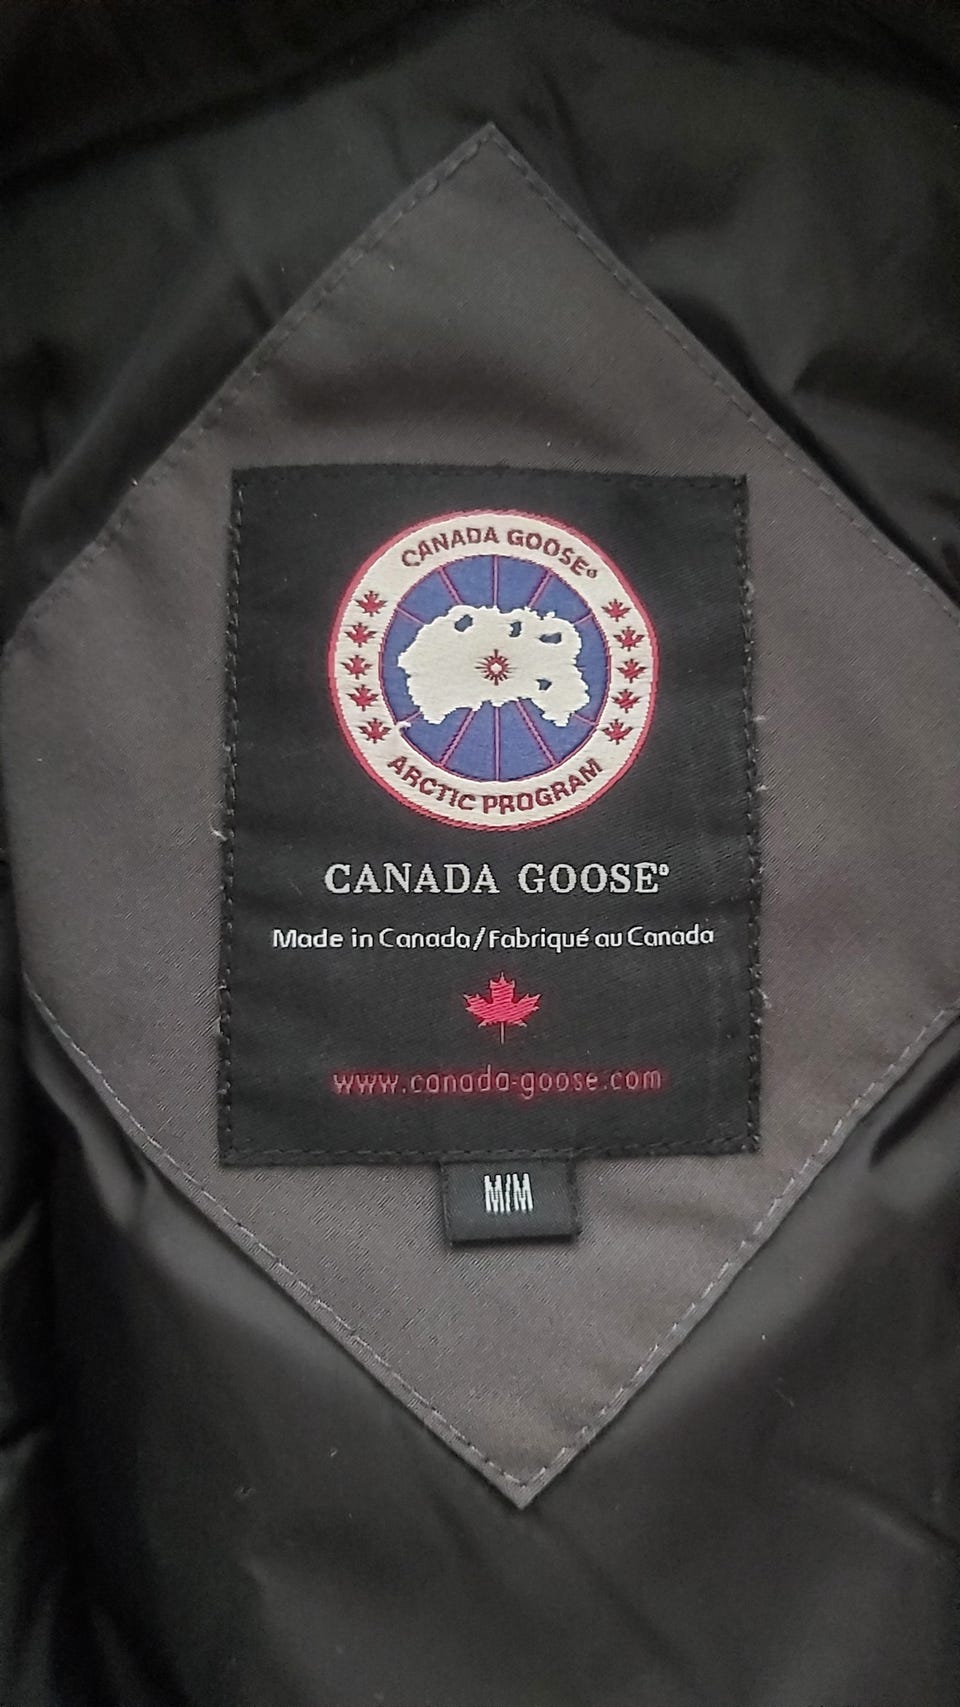 CANADA GOOSE®
ARCTIC PROGRAM
CANADA GOOSE®
Made in Canada/Fabriqué au Canada
www.canada-goose.com
M/M